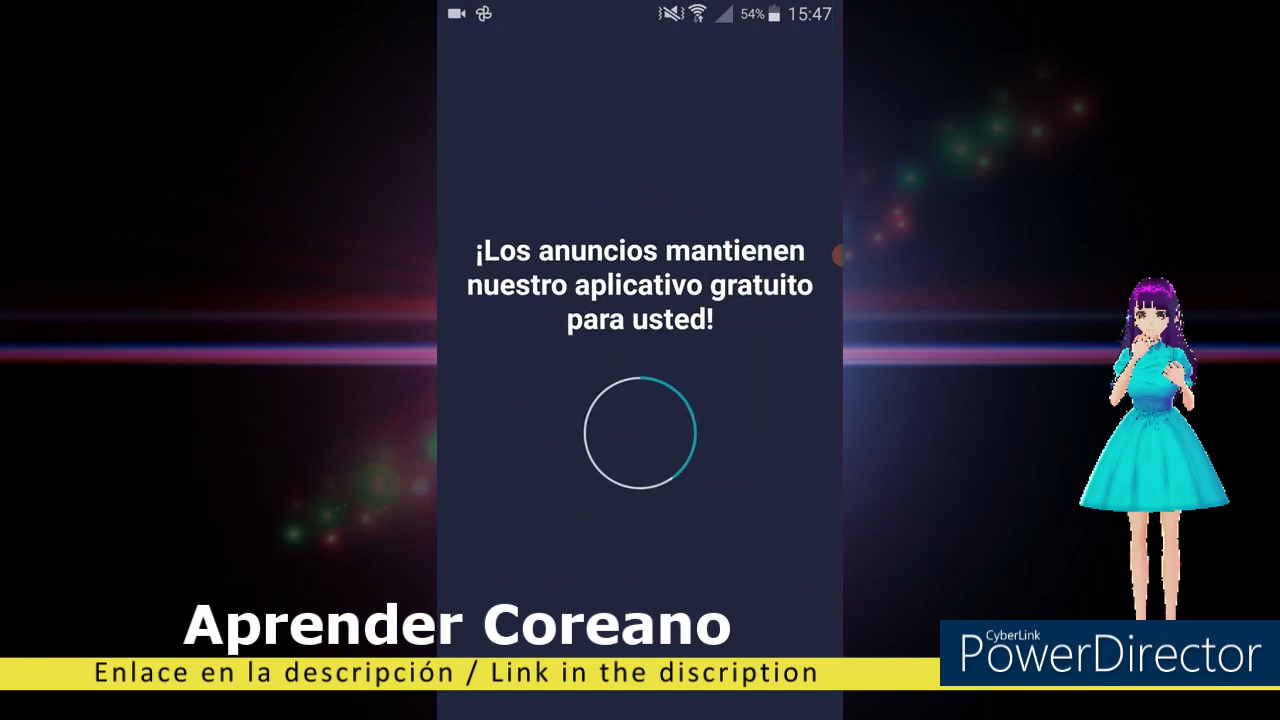 54% 15:47
¡Los anuncios mantienen
nuestro aplicativo gratuito
para usted!
Aprender Coreano
Enlace en la descripción / Link in the discription
CyberLink
PowerDirector